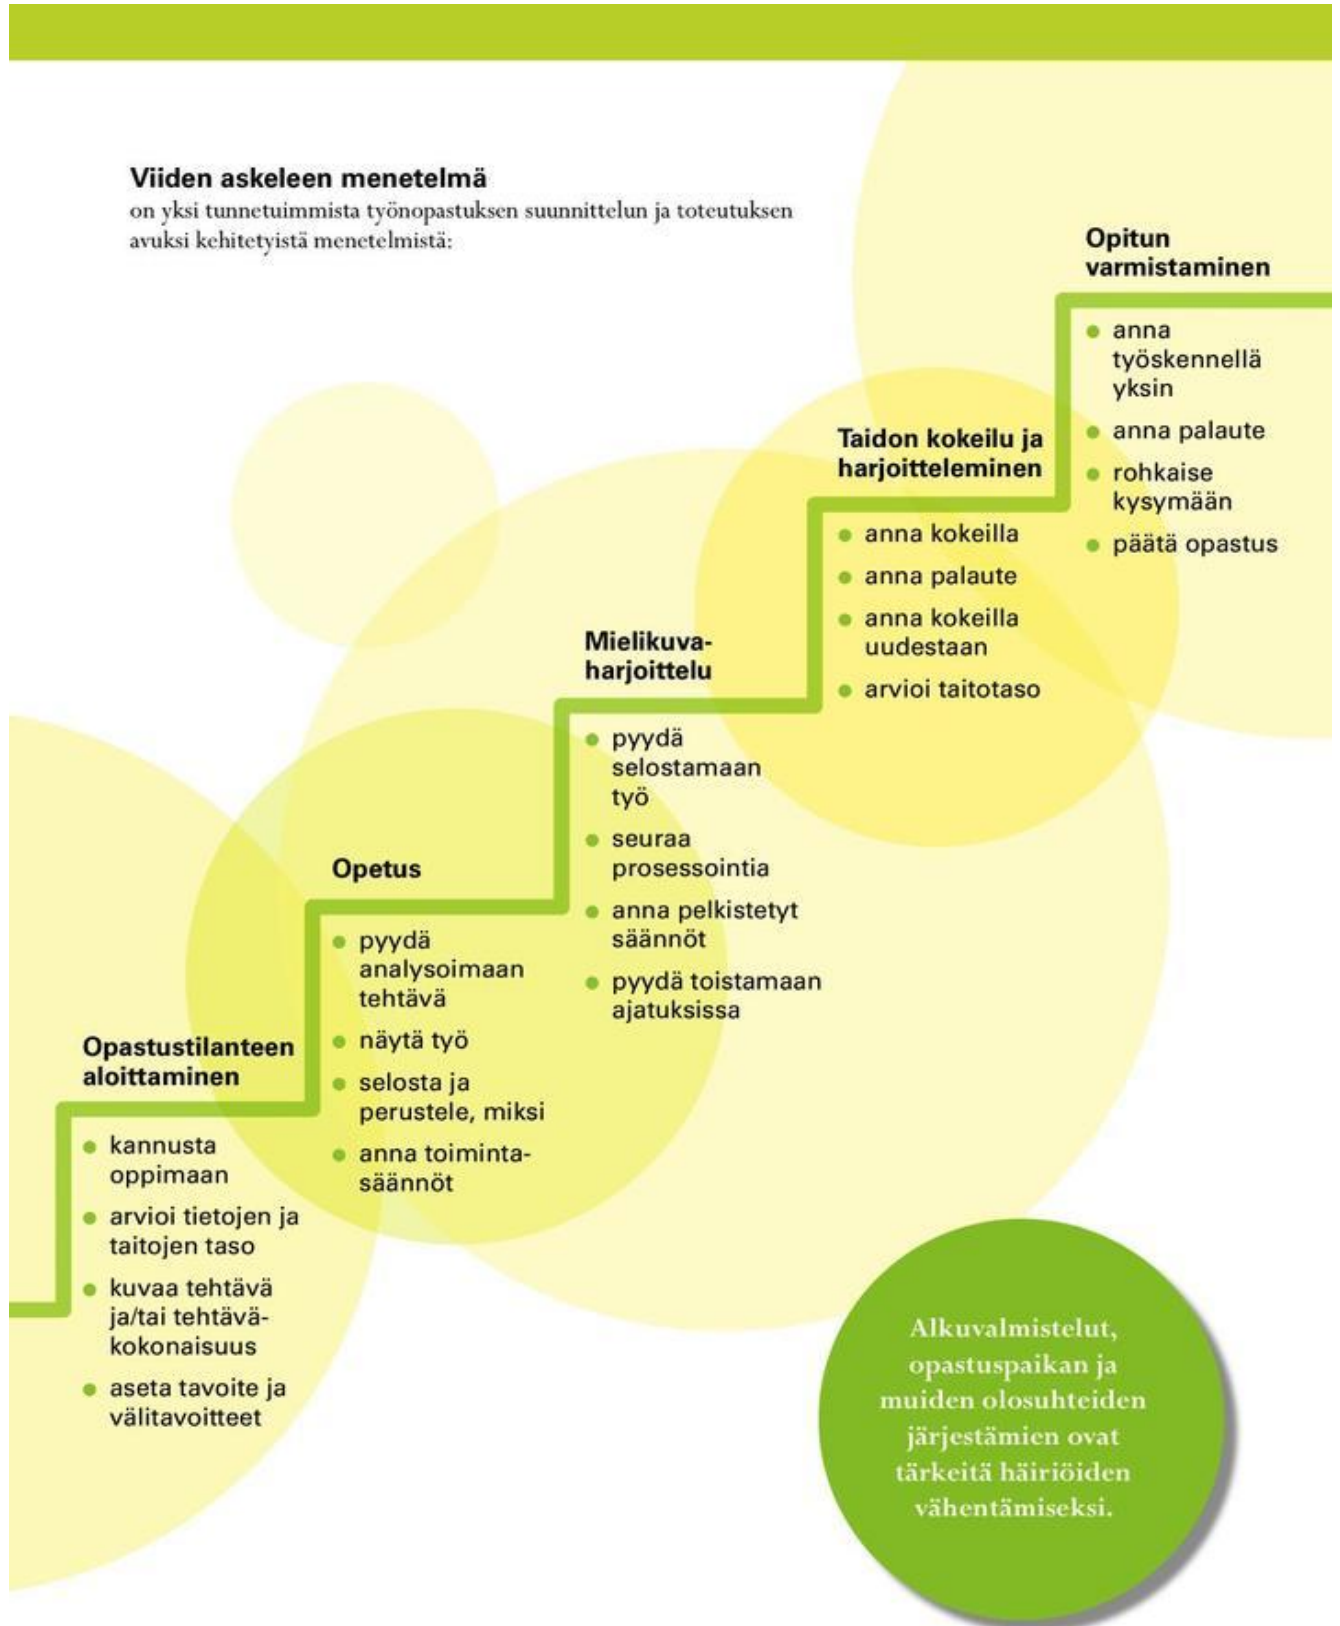 Viiden askeleen menetelmä
on yksi tunnetuimmista työnopastuksen suunnittelun ja toteutuksen
avuksi kehitetyistä menetelmistä:
Opastustilanteen
aloittaminen
kannusta
oppimaan
arvioi tietojen ja
taitojen taso
kuvaa tehtävä
ja/tai tehtävä-
kokonaisuus
aseta tavoite ja
välitavoitteet
Opetus
pyydä
analysoimaan
tehtävä
näytä työ
selosta ja
perustele, miksi
anna toiminta-
säännöt
Mielikuva-
harjoittelu
pyydä
selostamaan
työ
seuraa
prosessointia
anna pelkistetyt
säännöt
pyydä toistamaan
ajatuksissa
Taidon kokeilu ja
harjoitteleminen
anna kokeilla
anna palaute
anna kokeilla
uudestaan
arvioi taitotaso
Opitun
varmistaminen
anna
työskennellä
yksin
anna palaute
rohkaise
kysymään
päätä opastus
Alkuvalmistelut,
opastuspaikan ja
muiden olosuhteiden
järjestämien ovat
tärkeitä häiriöiden
vähentämiseksi.